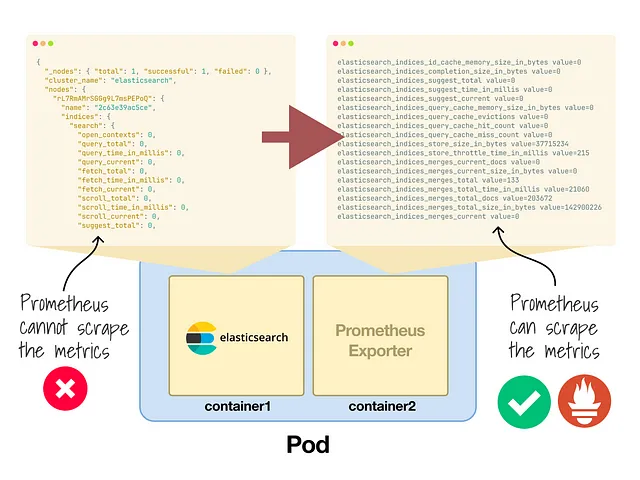 {
"_nodes": { "total": 1, "successful": 1, "failed": 0 },
"cluster_name": "elasticsearch",
"nodes": {
"rL7RmAMrSGGg9L7msPEPoQ": {
"name": "2c63e39ac5ce",
"indices": {
"search": {
"open_contexts": 0,
"query_total": 0,
"query_time_in_millis": 0,
"query_current": 0,
"fetch_total": 0,
"fetch_time_in_millis": 0,
"fetch_current": 0,
"scroll_total": 0,
"scroll_time_in_millis": 0,
"scroll_current": 0,
"suggest_total": 0,
elasticsearch_indices_id_cache_memory_size_in_bytes value=0
elasticsearch_indices_completion_size_in_bytes value=0
elasticsearch_indices_suggest_total value=0
elasticsearch_indices_suggest_time_in_millis value=0
elasticsearch_indices_suggest_current value=0
elasticsearch_indices_query_cache_memory_size_in_bytes value=0
elasticsearch_indices_query_cache_evictions value=0
elasticsearch_indices_query_cache_hit_count value=0
elasticsearch_indices_query_cache_miss_count value=0
elasticsearch_indices_store_size_in_bytes value=37715234
elasticsearch_indices_store_throttle_time_in_millis value=215
elasticsearch_indices_merges_current_docs value=0
elasticsearch_indices_merges_current_size_in_bytes value=0
elasticsearch_indices_merges_total value=133
elasticsearch_indices_merges_total_time_in_millis value=21060
elasticsearch_indices_merges_total_docs value=203672
elasticsearch_indices_merges_total_size_in_bytes value=142900226
elasticsearch_indices_merges_current value=0
Prometheus
cannot scrape
the metrics
elasticsearch
container1
Prometheus
Exporter
container2
Prometheus
can scrape
the metrics
Pod